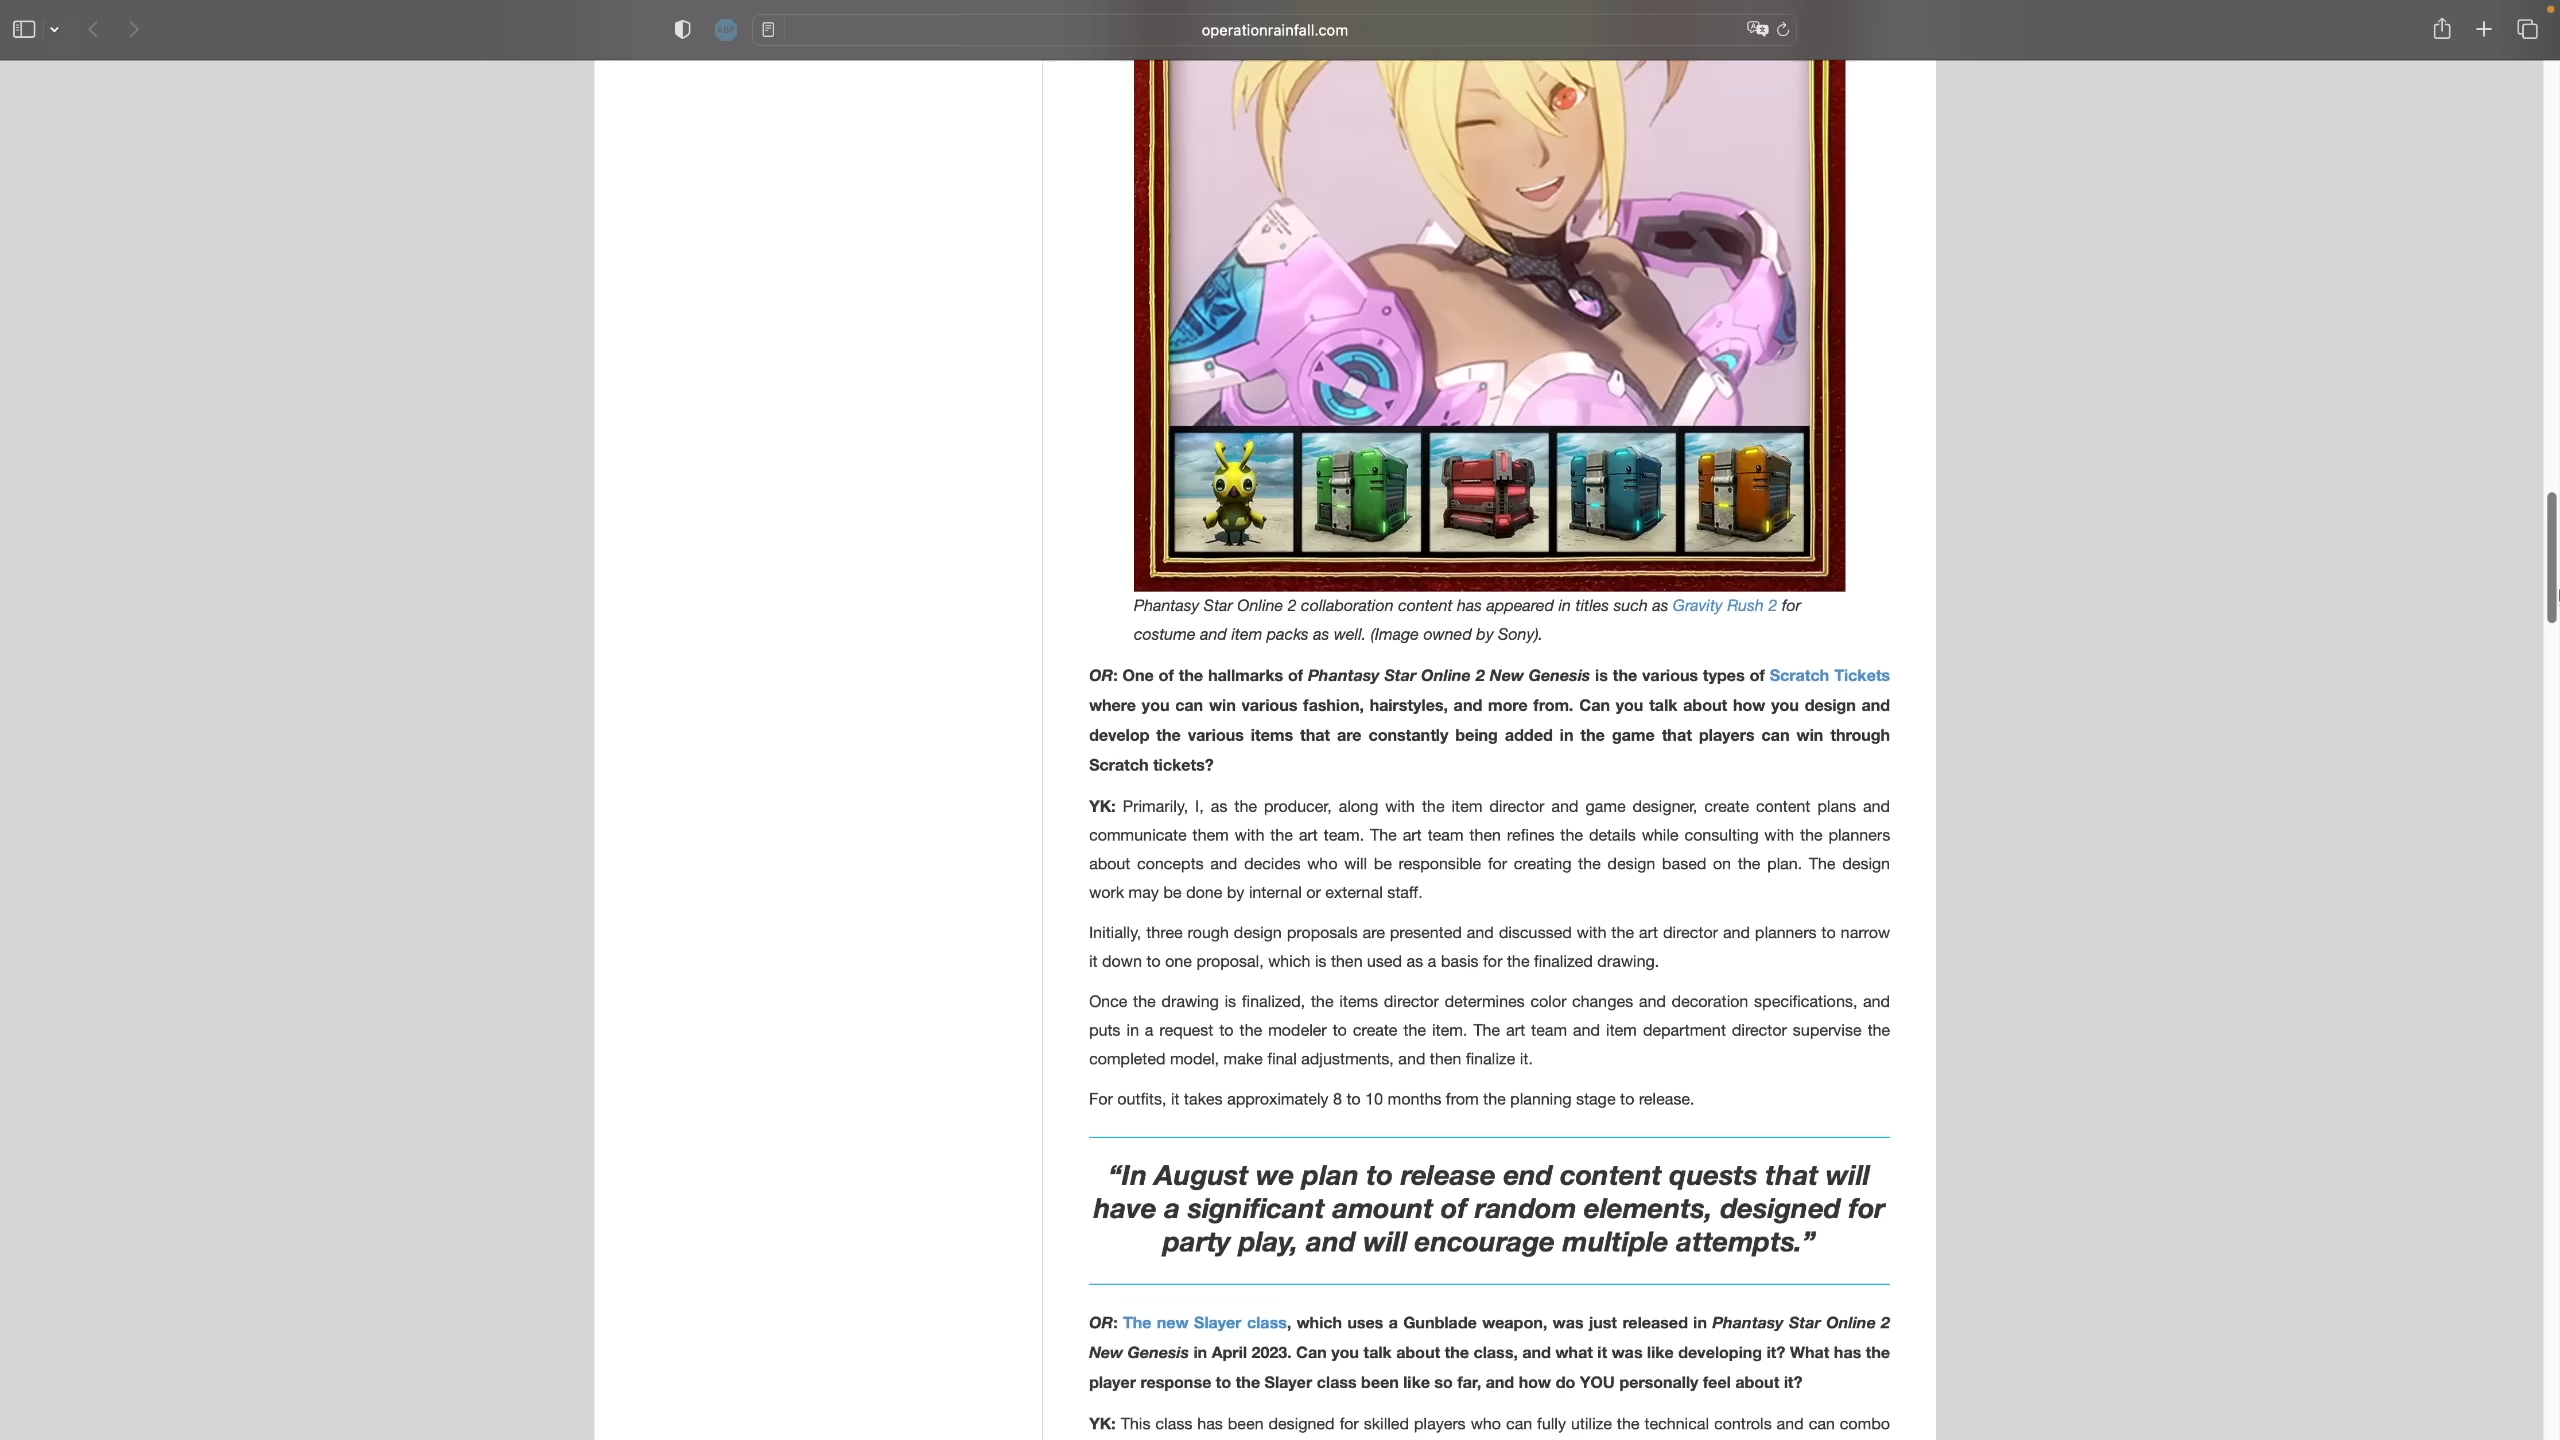 operationrainfall.com
Phantasy Star Online 2 collaboration content has appeared in titles such as Gravity Rush 2 for
costume and item packs as well. (Image owned by Sony).
OR: One of the hallmarks of Phantasy Star Online 2 New Genesis is the various types of Scratch Tickets
where you can win various fashion, hairstyles, and more from. Can you talk about how you design and
develop the various items that are constantly being added in the game that players can win through
Scratch tickets?
YK: Primarily, I, as the producer, along with the item director and game designer, create content plans and
communicate them with the art team. The art team then refines the details while consulting with the planners
about concepts and decides who will be responsible for creating the design based on the plan. The design
work may be done by internal or external staff.
Initially, three rough design proposals are presented and discussed with the art director and planners to narrow
it down to one proposal, which is then used as a basis for the finalized drawing.
Once the drawing is finalized, the items director determines color changes and decoration specifications, and
puts in a request to the modeler to create the item. The art team and item department director supervise the
completed model, make final adjustments, and then finalize it.
For outfits, it takes approximately 8 to 10 months from the planning stage to release.
“In August we plan to release end content quests that will
have a significant amount of random elements, designed for
party play, and will encourage multiple attempts.”
OR: The new Slayer class, which uses a Gunblade weapon, was just released in Phantasy Star Online 2
New Genesis in April 2023. Can you talk about the class, and what it was like developing it? What has the
player response to the Slayer class been like so far, and how do YOU personally feel about it?
YK: This class has been designed for skilled players who can fully utilize the technical controls and can combo